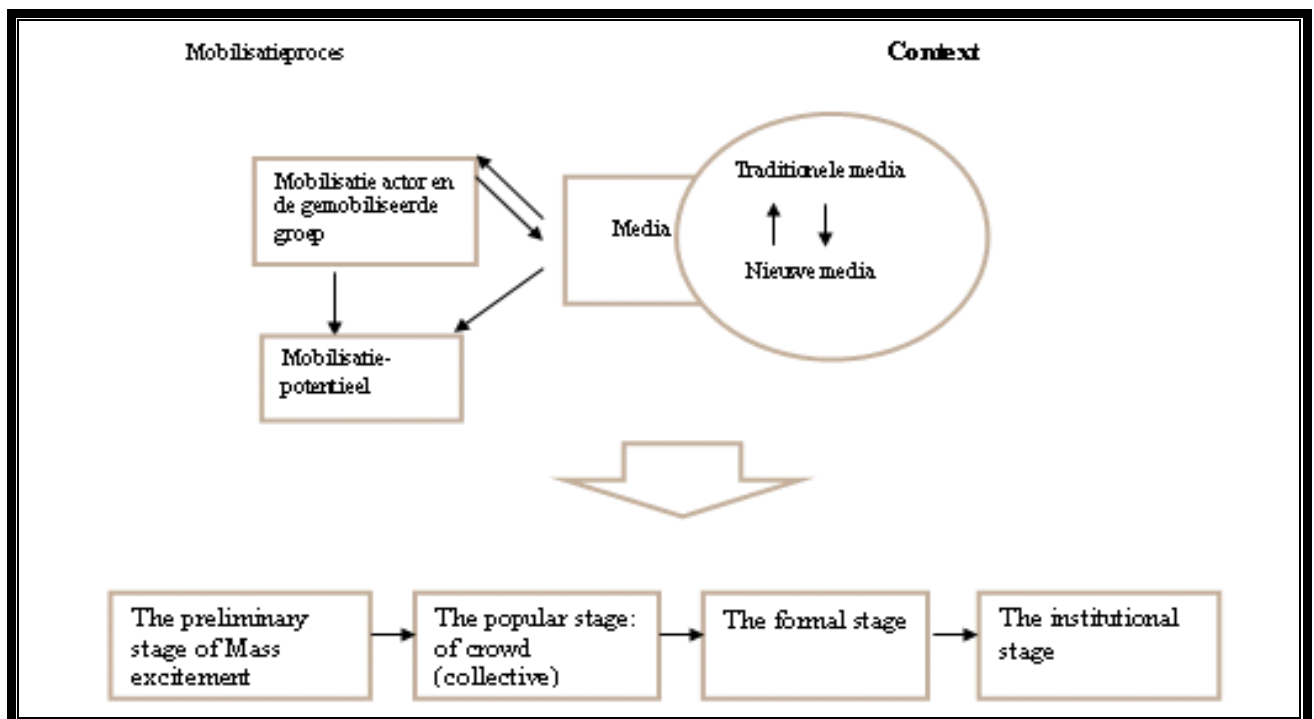 Mobilisatieproces
Context
Mobilisatie actor en
de gemobiliseerde
groep
Media
Traditionele media
Nieuwe media
Mobilisatie-
potentieel
The preliminary
stage of Mass
excitement
The popular stage:
of crowd
(collective)
The formal stage
The institutional
stage